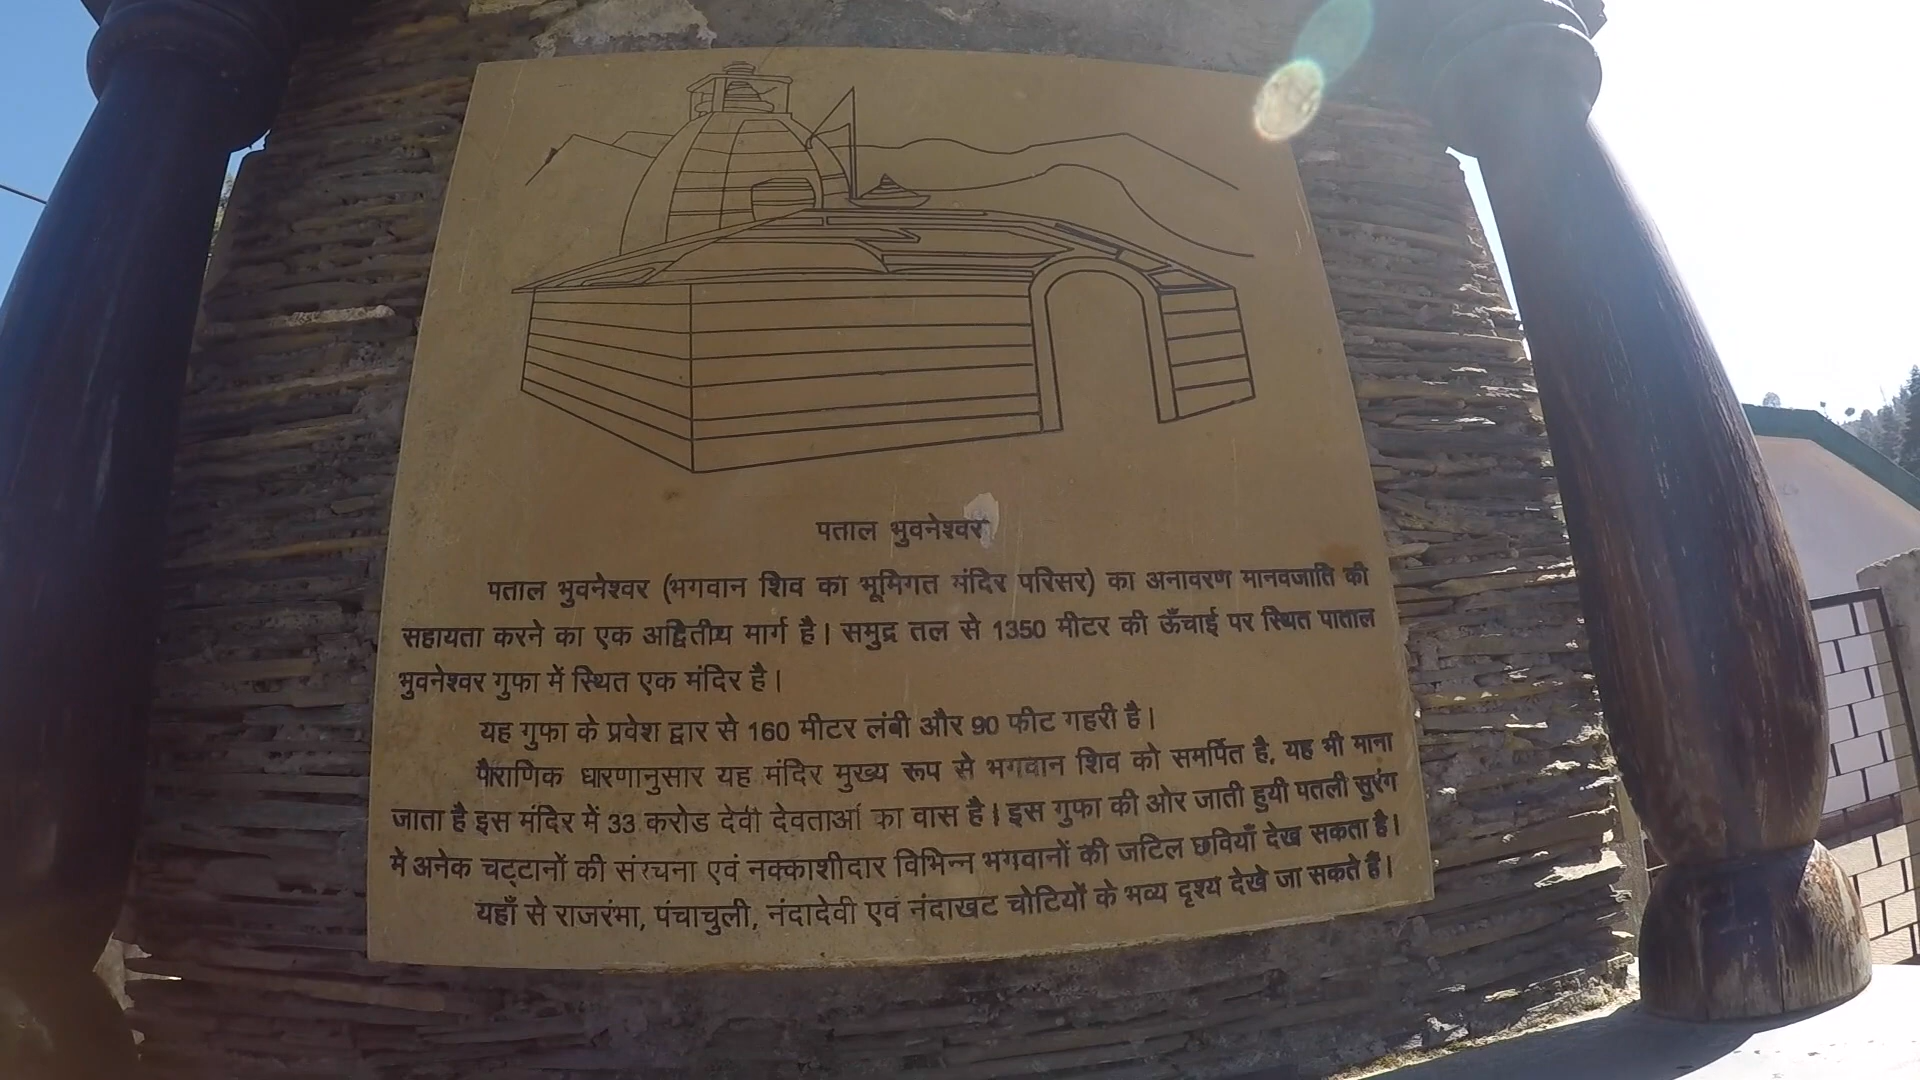 पताल भुवनेश्वर
पताल भुवनेश्वर (भगवान शिव का भूमिगत मंदिर परिसर) का अनावरण मानवजाति की
सहायता करने का एक अद्वितीय मार्ग है। समुद्र तल से 1350 मीटर की ऊँचाई पर स्थित पाताल
भुवनेश्वर गुफा में स्थित एक मंदिर है।
यह गुफा के प्रवेश द्वार से 160 मीटर लंबी और 90 फीट गहरी है।
पौराणिक धारणानुसार यह मंदिर मुख्य रूप से भगवान शिव को समर्पित है, यह भी माना
जाता है इस मंदिर में 33 करोड देवी देवताओं का वास है। इस गुफा की ओर जाती हुयी पतली सुरंग
में अनेक चट्टानों की संरचना एवं नक्काशीदार विभिन्न भगवानों की जटिल छवियाँ देख सकता है।
यहाँ से राजरंभा, पंचाचुली, नंदादेवी एवं नंदाखट चोटियों के भव्य दृश्य देखे जा सकते हैं।